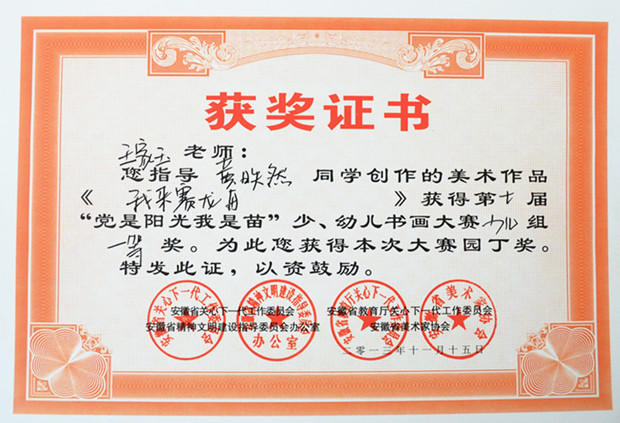 获奖证书
老师：
您指导 黄欣然 同学创作的美术作品
《 我来赛龙舟 》获得第七届
“党是阳光我是苗”少、幼儿书画大赛幼儿组
一等 奖。为此您获得本次大赛园丁奖。
特发此证，以资鼓励。
安徽省关心下一代工作委员会 安徽省教育厅关心下一代工作委员会
安徽省精神文明建设指导委员会办公室 安徽省美术家协会
二〇一三年十一月十五日